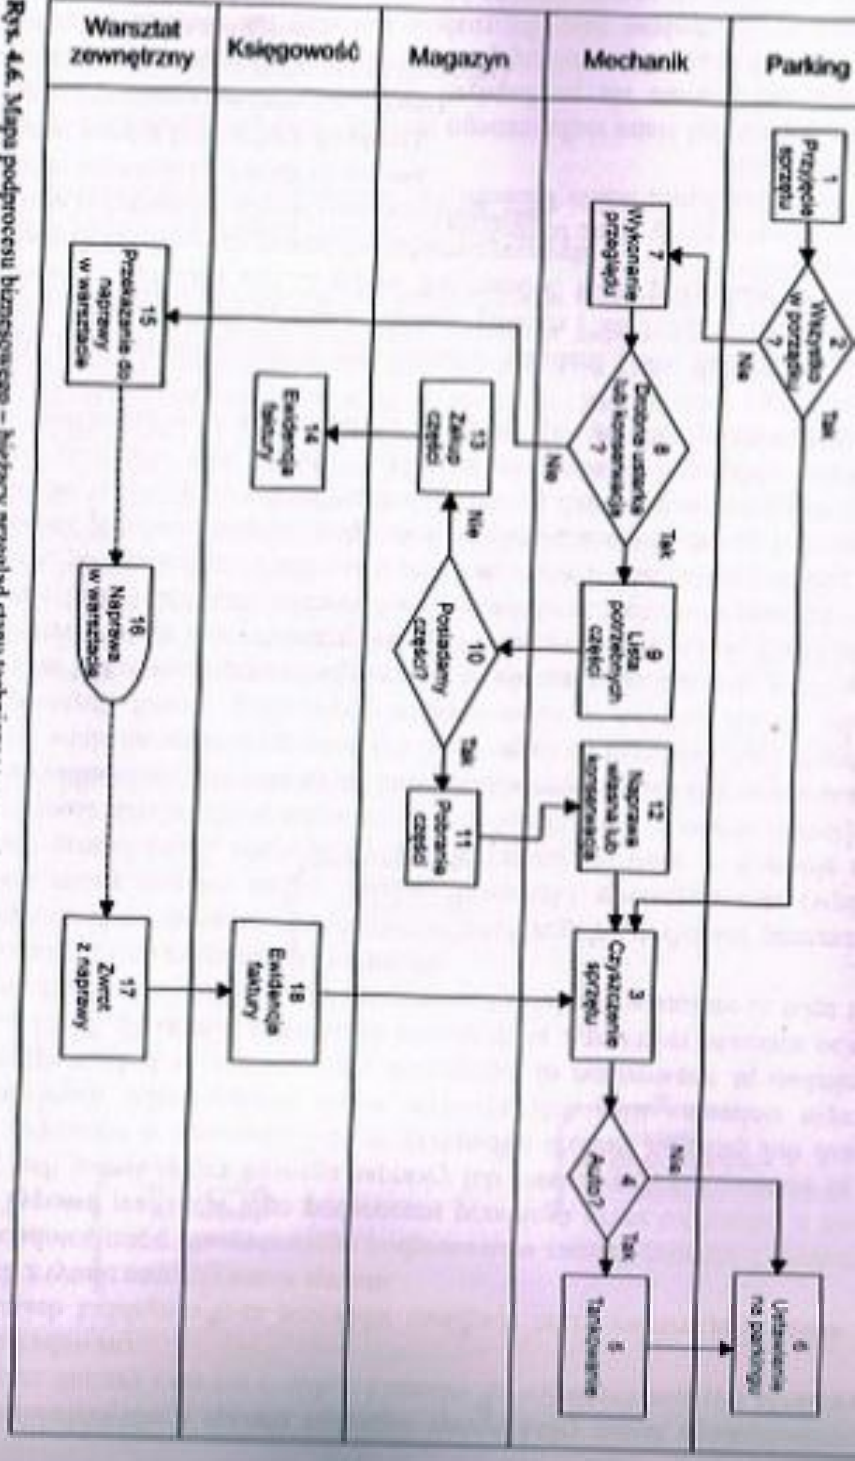 Warsztat
zewnętrzny
Księgowość
Magazyn
Mechanik
Parking
1
Przyjęcie
sprzętu
2
Wszystko
w porządku
?
Tak
Nie
7
Wykonanie
przeglądu
8
Drobna usterka
lub konserwacja
?
Tak
Nie
9
Lista
potrzebnych
części
10
Posiadamy
części?
Nie
Tak
13
Zakup
części
14
Ewidencja
faktury
11
Pobranie
części
12
Naprawa
własna lub
konserwacja
15
Przekazanie do
naprawy
w warsztacie
16
Naprawa
w warsztacie
17
Zwrot
z naprawy
18
Ewidencja
faktury
3
Czyszczenie
sprzętu
4
Auto?
Nie
Tak
5
Tankowanie
6
Ustawienie
na parkingu
Rys. 4.6. Mapa podprocesu biznesowego – bieżący przegląd stanu